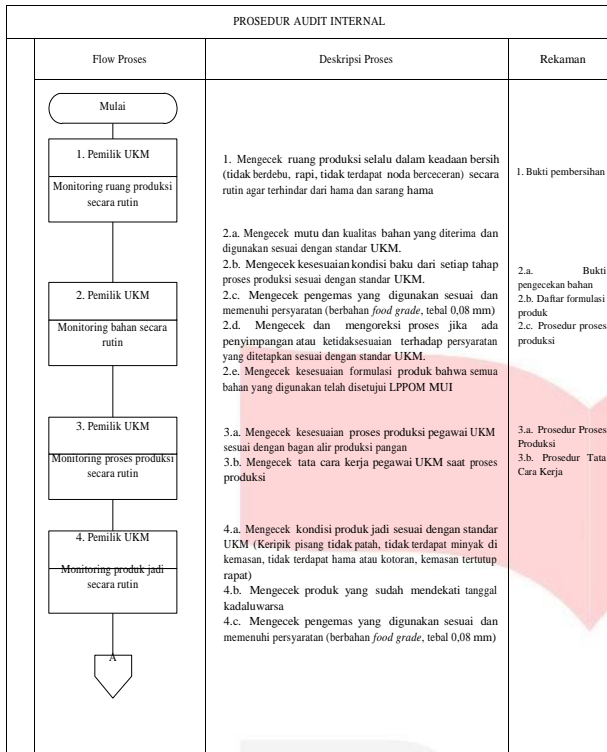 PROSEDUR AUDIT INTERNAL
Flow Proses
Deskripsi Proses
Rekaman
Mulai
1. Pemilik UKM
Monitoring ruang produksi
secara rutin
1. Mengecek ruang produksi selalu dalam keadaan bersih
(tidak berdebu, rapi, tidak terdapat noda berceceran) secara
rutin agar terhindar dari hama dan sarang hama
1. Bukti pembersihan
2. Pemilik UKM
Monitoring bahan secara
rutin
2.a. Mengecek mutu dan kualitas bahan yang diterima dan
digunakan sesuai dengan standar UKM.
2.b. Mengecek kesesuaian kondisi baku dari setiap tahap
proses produksi sesuai dengan standar UKM.
2.c. Mengecek pengemas yang digunakan sesuai dan
memenuhi persyaratan (berbahan food grade, tebal 0,08 mm)
2.d. Mengecek dan mengoreksi proses jika ada
penyimpangan atau ketidaksesuaian terhadap persyaratan
yang ditetapkan sesuai dengan standar UKM.
2.e. Mengecek kesesuaian formulasi produk bahwa semua
bahan yang digunakan telah disetujui LPPOM MUI
2.a. Bukti
pengecekan bahan
2.b. Daftar formulasi
produk
2.c. Prosedur proses
produksi
3. Pemilik UKM
Monitoring proses produksi
secara rutin
3.a. Mengecek kesesuaian proses produksi pegawai UKM
sesuai dengan bagan alir produksi pangan
3.b. Mengecek tata cara kerja pegawai UKM saat proses
produksi
3.a. Prosedur Proses
Produksi
3.b. Prosedur Tata
Cara Kerja
4. Pemilik UKM
Monitoring produk jadi
secara rutin
4.a. Mengecek kondisi produk jadi sesuai dengan standar
UKM (Keripik pisang tidak patah, tidak terdapat minyak di
kemasan, tidak terdapat hama atau kotoran, kemasan tertutup
rapat)
4.b. Mengecek produk yang sudah mendekati tanggal
kadaluwarsa
4.c. Mengecek pengemas yang digunakan sesuai dan
memenuhi persyaratan (berbahan food grade, tebal 0,08 mm)
A